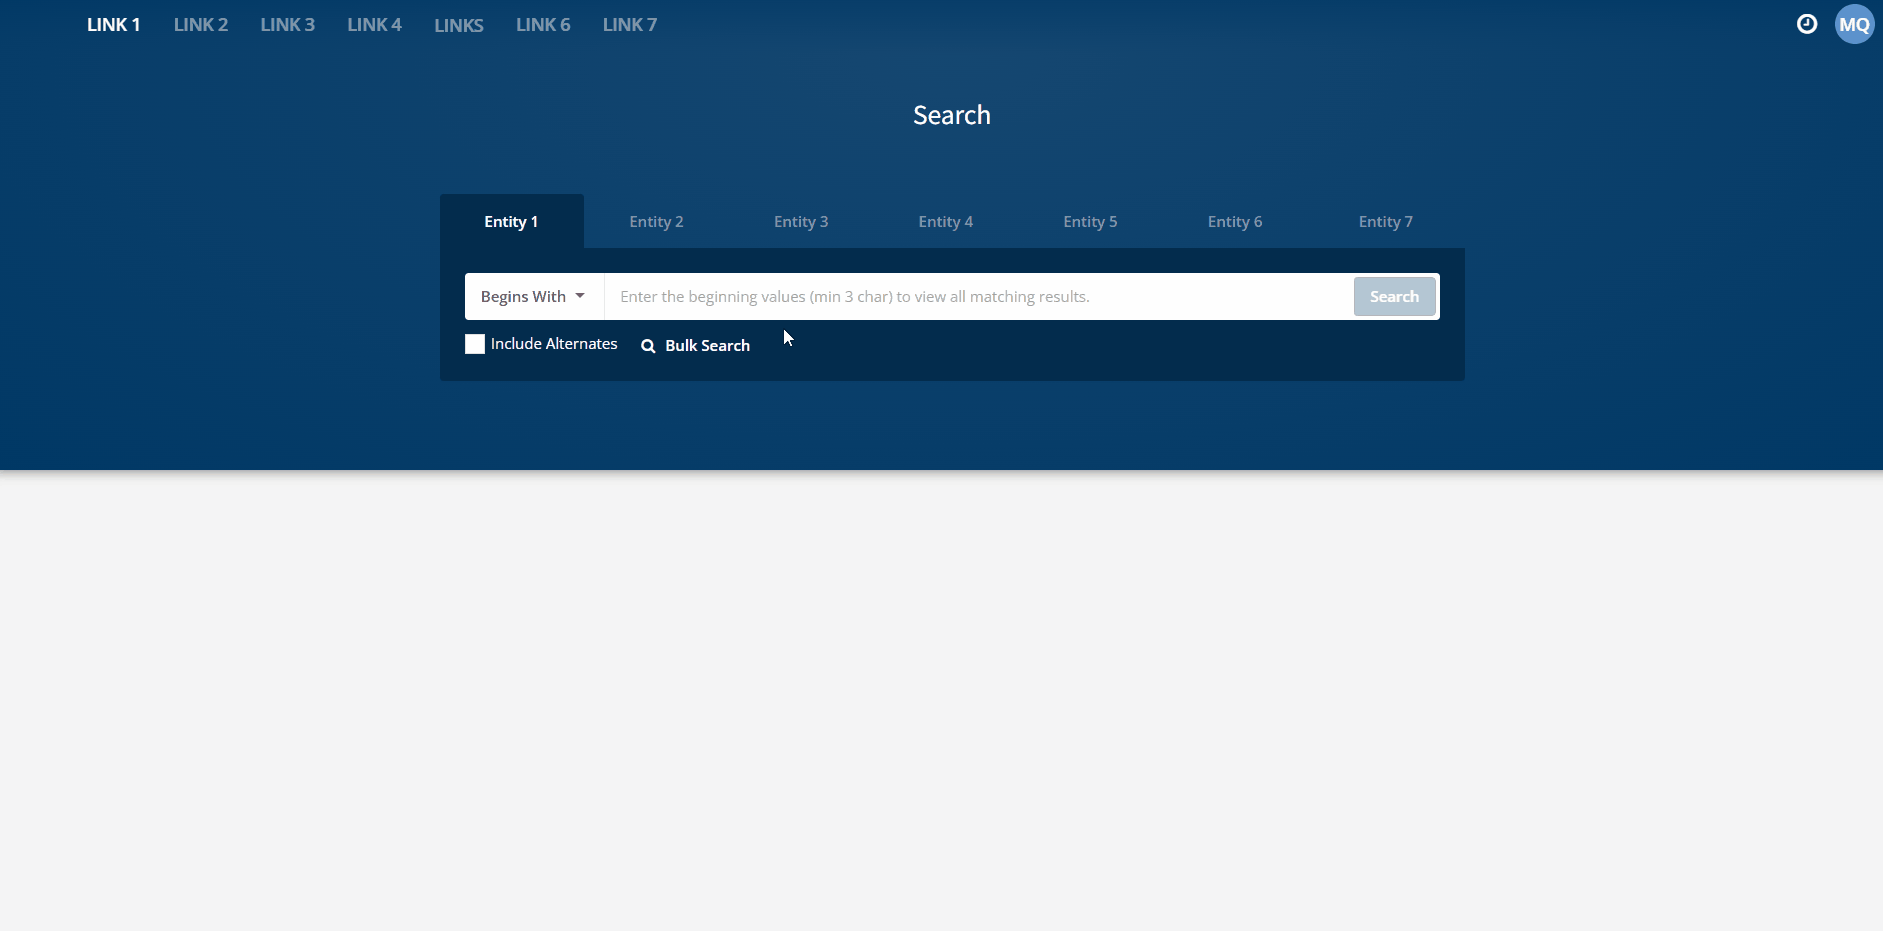 LINK 1 LINK 2 LINK 3 LINK 4 LINKS LINK 6 LINK 7 MQ
Search
Entity 1 Entity 2 Entity 3 Entity 4 Entity 5 Entity 6 Entity 7
Begins With Enter the beginning values (min 3 char) to view all matching results. Search
Include Alternates Bulk Search